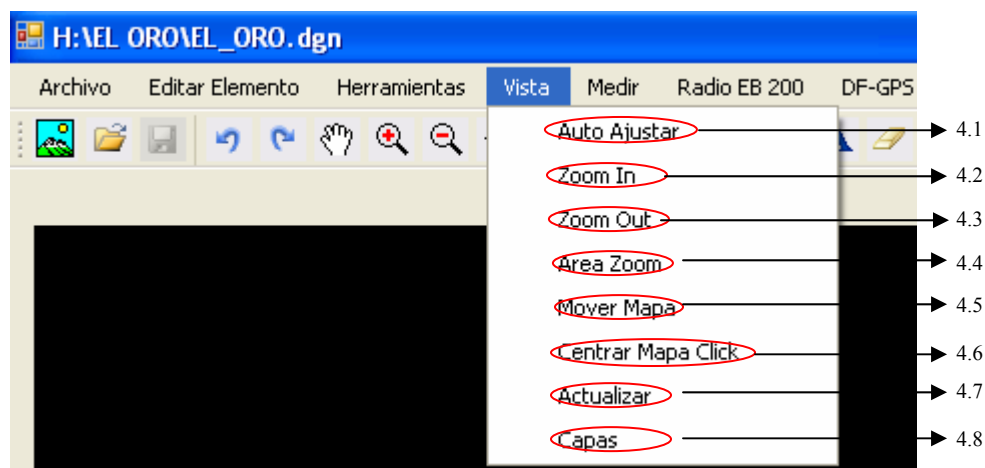 H:\EL ORO\EL_ORO.dgn
Archivo Editar Elemento Herramientas Vista Medir Radio EB 200 DF-GPS
Auto Ajustar 4.1
Zoom In 4.2
Zoom Out 4.3
Area Zoom 4.4
Mover Mapa 4.5
Centrar Mapa Click 4.6
Actualizar 4.7
Capas 4.8